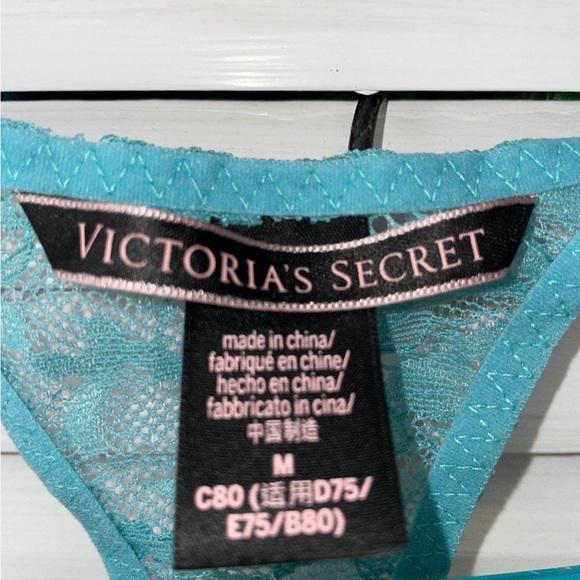 VICTORIA'S SECRET
made in china/
fabriqué en chine/
hecho en china/
fabbricato in cina/
中国制造
M
C80 (适用D75/
E75/B80)